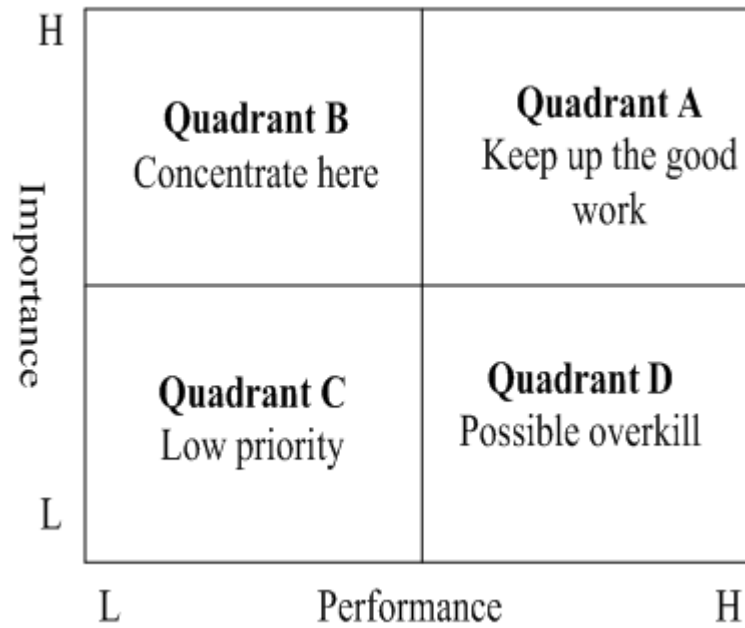 H
Quadrant B
Concentrate here
Quadrant A
Keep up the good
work
Importance
Quadrant C
Low priority
Quadrant D
Possible overkill
L
L
Performance
H